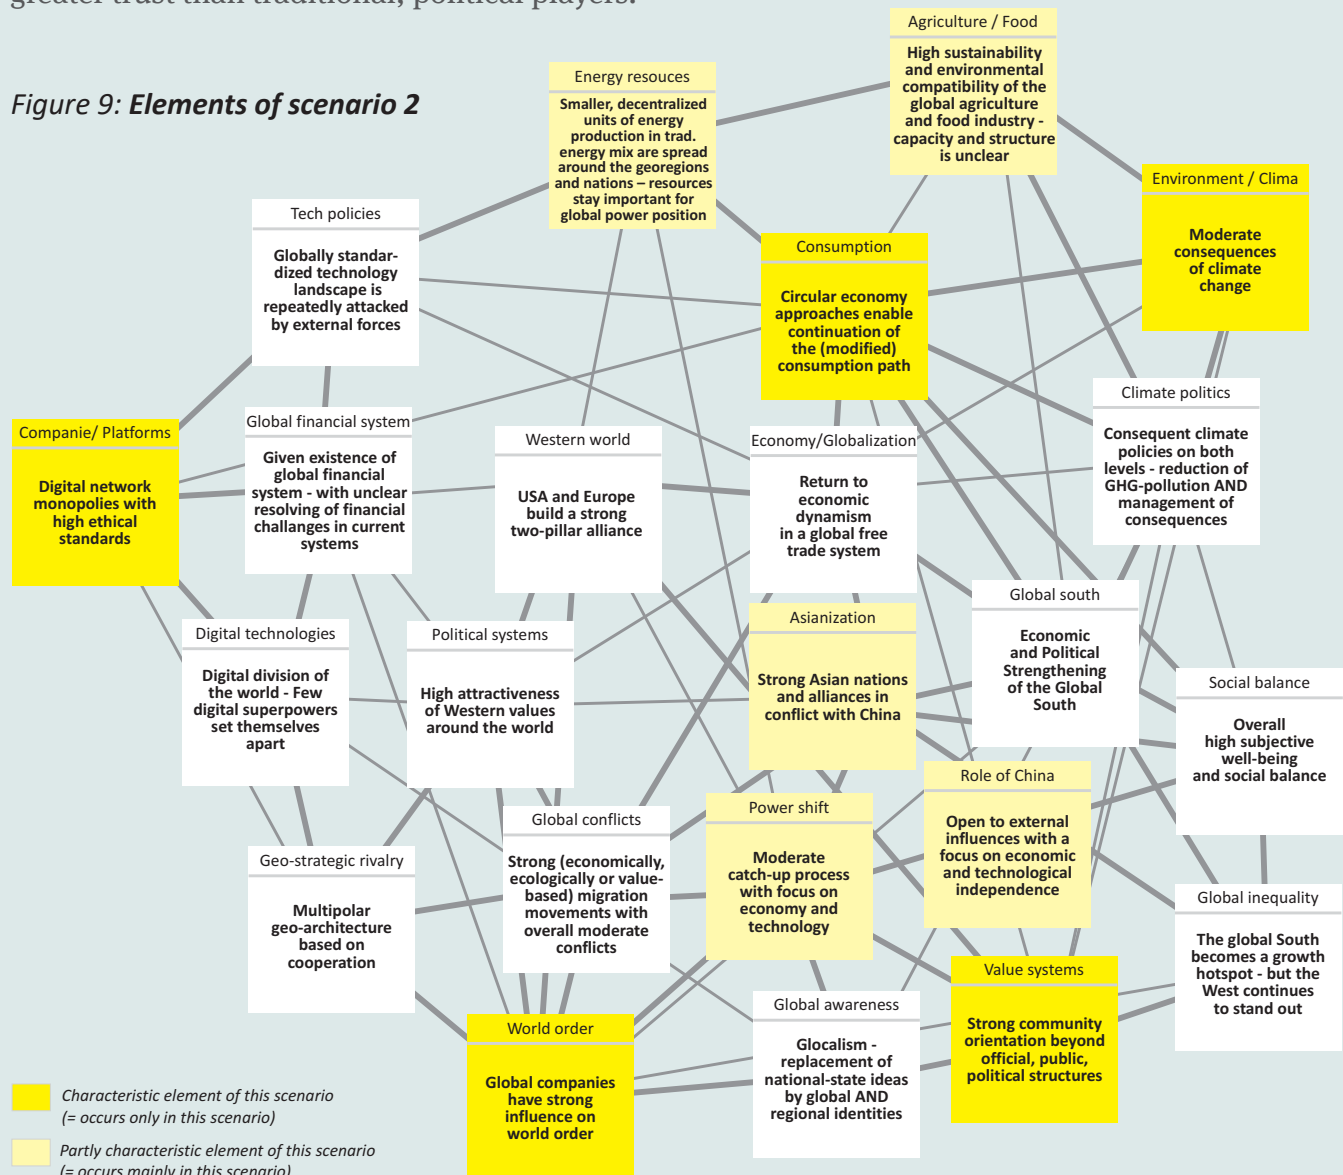 greater trust than traditional, political players.
Figure 9: Elements of scenario 2
Agriculture / Food
High sustainability
and environmental
compatibility of the
global agriculture
and food industry -
capacity and structure
is unclear
Energy resouces
Smaller, decentralized
units of energy
production in trad.
energy mix are spread
around the georegions
and nations – resources
stay important for
global power position
Environment / Clima
Moderate
consequences
of climate
change
Tech policies
Globally standar-
dized technology
landscape is
repeatedly attacked
by external forces
Consumption
Circular economy
approaches enable
continuation of
the (modified)
consumption path
Climate politics
Consequent climate
policies on both
levels - reduction of
GHG-pollution AND
management of
consequences
Companie/ Platforms
Digital network
monopolies with
high ethical
standards
Global financial system
Given existence of
global financial
system - with unclear
resolving of financial
challanges in current
systems
Western world
USA and Europe
build a strong
two-pillar alliance
Economy/Globalization
Return to
economic
dynamism
in a global free
trade system
Global south
Economic
and Political
Strengthening
of the Global
South
Digital technologies
Digital division of
the world - Few
digital superpowers
set themselves
apart
Political systems
High attractiveness
of Western values
around the world
Asianization
Strong Asian nations
and alliances in
conflict with China
Social balance
Overall
high subjective
well-being
and social balance
Role of China
Open to external
influences with a
focus on economic
and technological
independence
Geo-strategic rivalry
Multipolar
geo-architecture
based on
cooperation
Global conflicts
Strong (economically,
ecologically or value-
based) migration
movements with
overall moderate
conflicts
Power shift
Moderate
catch-up process
with focus on
economy and
technology
Global inequality
The global South
becomes a growth
hotspot - but the
West continues
to stand out
World order
Global companies
have strong
influence on
world order
Global awareness
Glocalism -
replacement of
national-state ideas
by global AND
regional identities
Value systems
Strong community
orientation beyond
official, public,
political structures
Characteristic element of this scenario
(= occurs only in this scenario)
Partly characteristic element of this scenario
(= occurs mainly in this scenario)